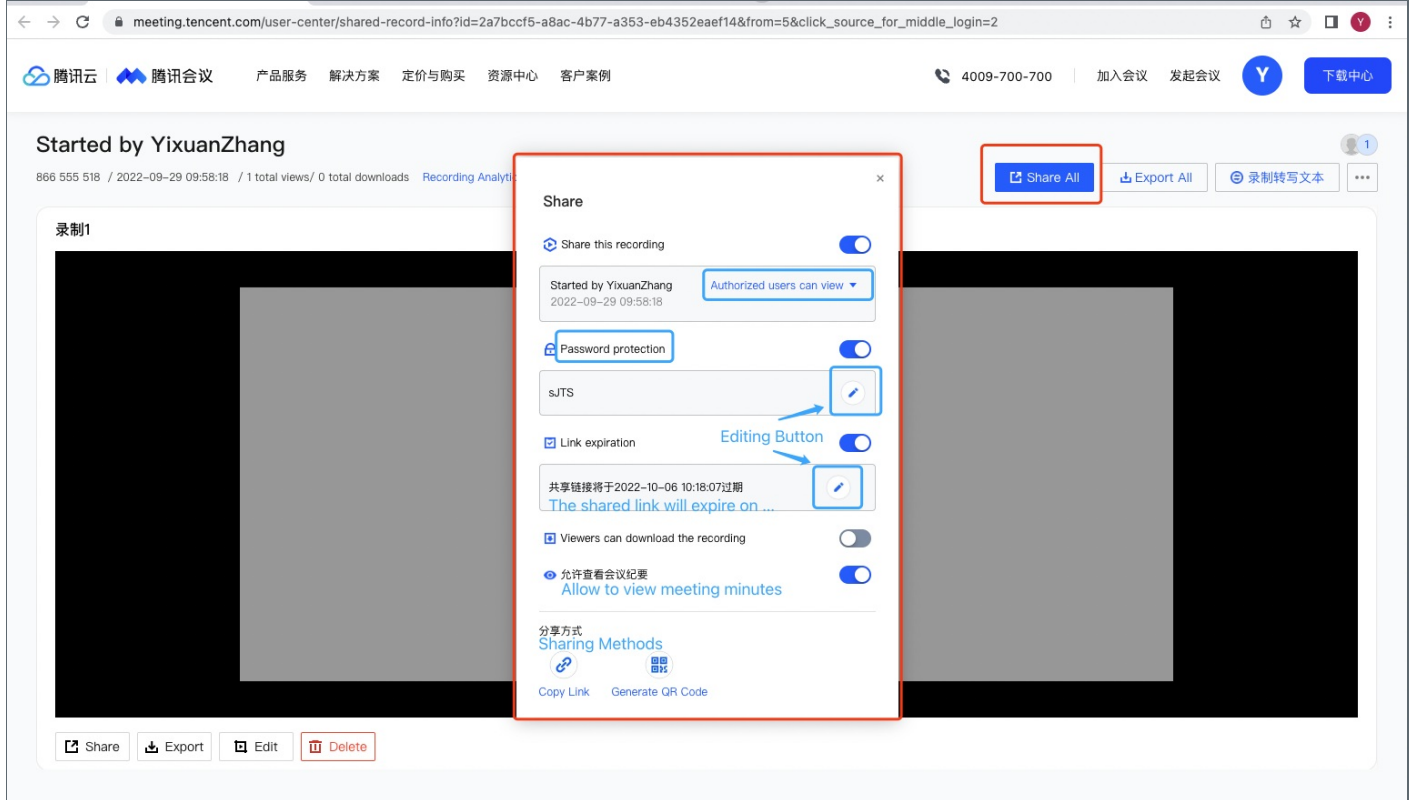 meeting.tencent.com/user-center/shared-record-info?id=2a7bccf5-a8ac-4b77-a353-eb4352eaef14&from=5&click_source_for_middle_login=2
Y
腾讯云 腾讯会议 产品服务 解决方案 定价与购买 资源中心 客户案例 4009-700-700 加入会议 发起会议 Y 下载中心
Started by YixuanZhang
1
866 555 518 / 2022-09-29 09:58:18 / 1 total views/ 0 total downloads Recording Analytic
Share All Export All 录制转写文本
录制1
Share
Share this recording
Started by YixuanZhang Authorized users can view
2022-09-29 09:58:18
Password protection
sJTS
Editing Button
Link expiration
共享链接将于2022-10-06 10:18:07过期
The shared link will expire on ...
Viewers can download the recording
允许查看会议纪要
Allow to view meeting minutes
分享方式
Sharing Methods
Copy Link Generate QR Code
Share Export Edit Delete